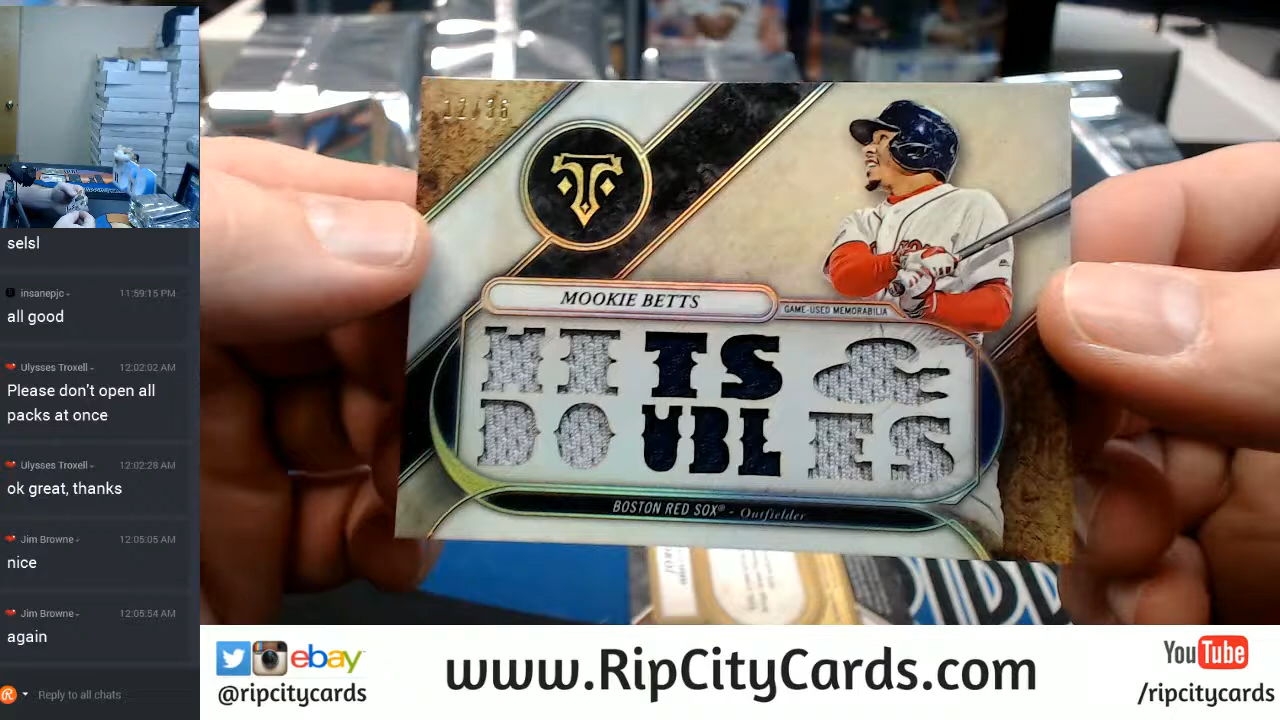 selsl
insanepjc
11:59:15 PM
all good
Ulysses Troxell
12:02:02 AM
Please don't open all
packs at once
Ulysses Troxell
12:02:28 AM
ok great, thanks
Jim Browne
12:05:05 AM
nice
Jim Browne
12:05:54 AM
again
Reply to all chats
12/36
MOOKIE BETTS
GAME-USED MEMORABILIA
HITS &
DOUBLES
BOSTON RED SOX® - Outfielder
ebay
@ripcitycards
www.RipCityCards.com
YouTube
/ripcitycards